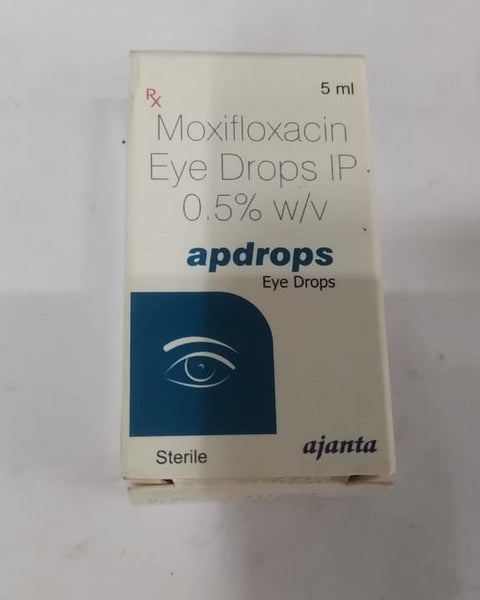 Rx
5 ml
Moxifloxacin
Eye Drops IP
0.5% w/v
apdrops
Eye Drops
Sterile
ajanta